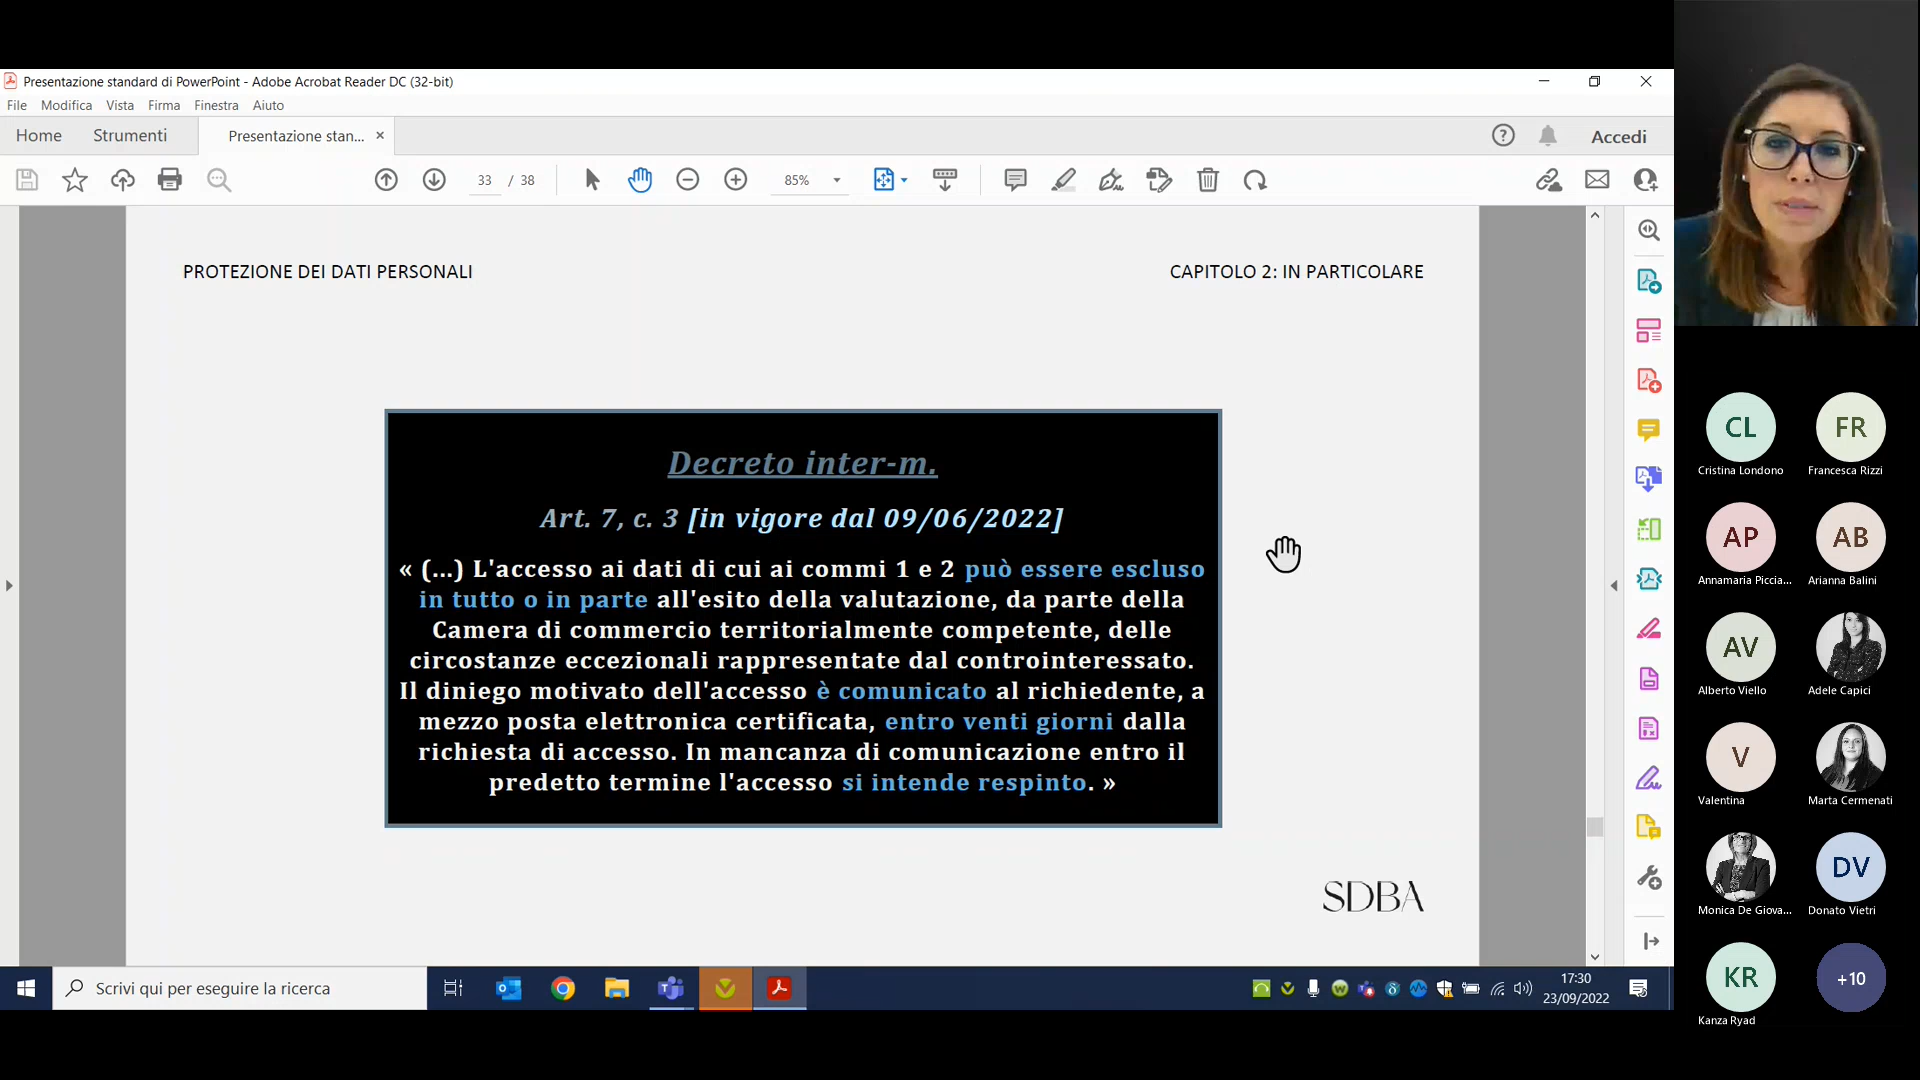 Presentazione standard di PowerPoint - Adobe Acrobat Reader DC (32-bit)
File Modifica Vista Firma Finestra Aiuto
Home Strumenti Presentazione stan... × Accedi
33 / 38 85%
PROTEZIONE DEI DATI PERSONALI
CAPITOLO 2: IN PARTICOLARE
Decreto inter-m.
Art. 7, c. 3 [in vigore dal 09/06/2022]
« (...) L'accesso ai dati di cui ai commi 1 e 2 può essere escluso
in tutto o in parte all'esito della valutazione, da parte della
Camera di commercio territorialmente competente, delle
circostanze eccezionali rappresentate dal controinteressato.
Il diniego motivato dell'accesso è comunicato al richiedente, a
mezzo posta elettronica certificata, entro venti giorni dalla
richiesta di accesso. In mancanza di comunicazione entro il
predetto termine l'accesso si intende respinto. »
SDBA
Scrivi qui per eseguire la ricerca
17:30
23/09/2022
CL FR
Cristina Londono Francesca Rizzi
AP AB
Annamaria Piccia... Arianna Balini
AV
Alberto Viello Adele Capici
V
Valentina Marta Cermenati
DV
Monica De Giova... Donato Vietri
KR +10
Kanza Ryad